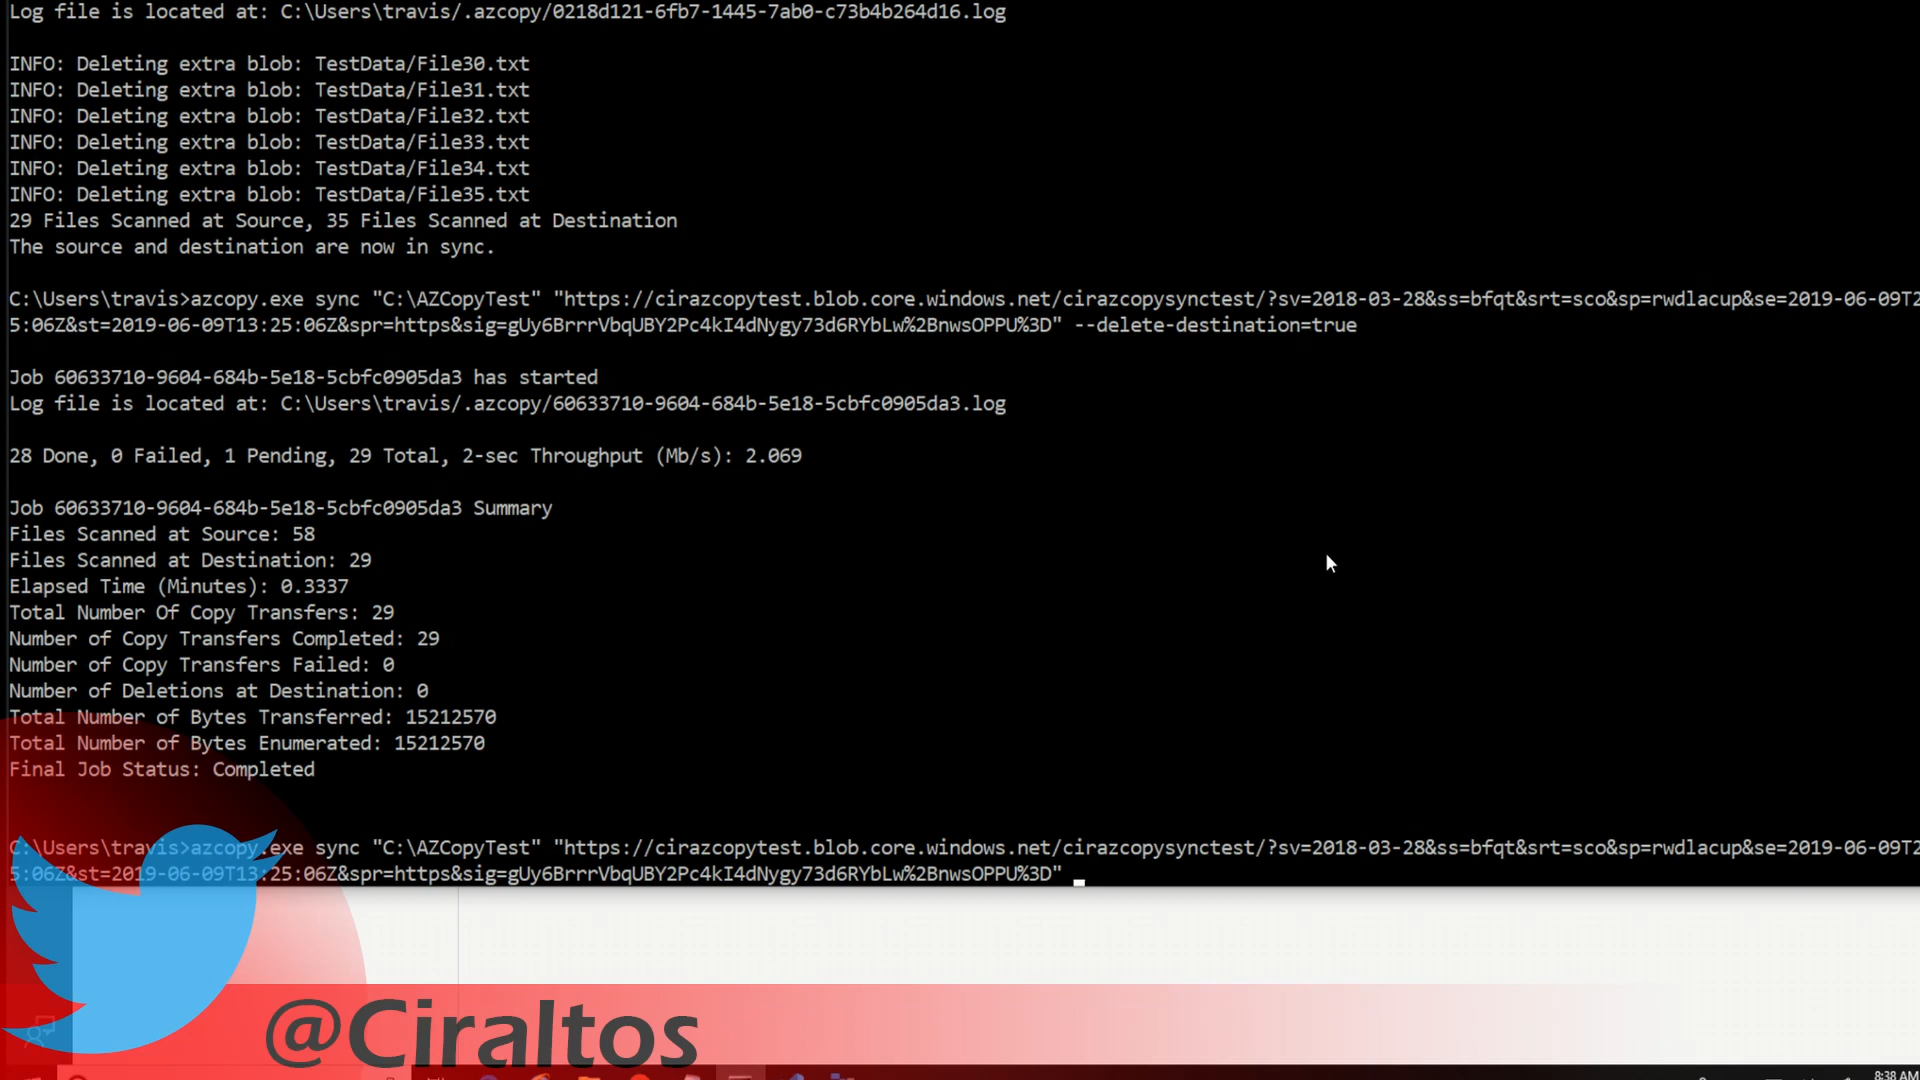 Log file is located at: C:\Users\travis/.azcopy/0218d121-6fb7-1445-7ab0-c73b4b264d16.log
INFO: Deleting extra blob: TestData/File30.txt
INFO: Deleting extra blob: TestData/File31.txt
INFO: Deleting extra blob: TestData/File32.txt
INFO: Deleting extra blob: TestData/File33.txt
INFO: Deleting extra blob: TestData/File34.txt
INFO: Deleting extra blob: TestData/File35.txt
29 Files Scanned at Source, 35 Files Scanned at Destination
The source and destination are now in sync.
C:\Users\travis>azcopy.exe sync "C:\AZCopyTest" "https://cirazcopytest.blob.core.windows.net/cirazcopysynctest/?sv=2018-03-28&ss=bfqt&srt=sco&sp=rwdlacup&se=2019-06-09T2
5:06Z&st=2019-06-09T13:25:06Z&spr=https&sig=gUy6BrrrVbqUBY2Pc4kI4dNygy73d6RYbLw%2BnwsOPPU%3D" --delete-destination=true
Job 60633710-9604-684b-5e18-5cbfc0905da3 has started
Log file is located at: C:\Users\travis/.azcopy/60633710-9604-684b-5e18-5cbfc0905da3.log
28 Done, 0 Failed, 1 Pending, 29 Total, 2-sec Throughput (Mb/s): 2.069
Job 60633710-9604-684b-5e18-5cbfc0905da3 Summary
Files Scanned at Source: 58
Files Scanned at Destination: 29
Elapsed Time (Minutes): 0.3337
Total Number Of Copy Transfers: 29
Number of Copy Transfers Completed: 29
Number of Copy Transfers Failed: 0
Number of Deletions at Destination: 0
Total Number of Bytes Transferred: 15212570
Total Number of Bytes Enumerated: 15212570
Final Job Status: Completed
C:\Users\travis>azcopy.exe sync "C:\AZCopyTest" "https://cirazcopytest.blob.core.windows.net/cirazcopysynctest/?sv=2018-03-28&ss=bfqt&srt=sco&sp=rwdlacup&se=2019-06-09T2
5:06Z&st=2019-06-09T13:25:06Z&spr=https&sig=gUy6BrrrVbqUBY2Pc4kI4dNygy73d6RYbLw%2BnwsOPPU%3D"
@Ciraltos
8:38 AM